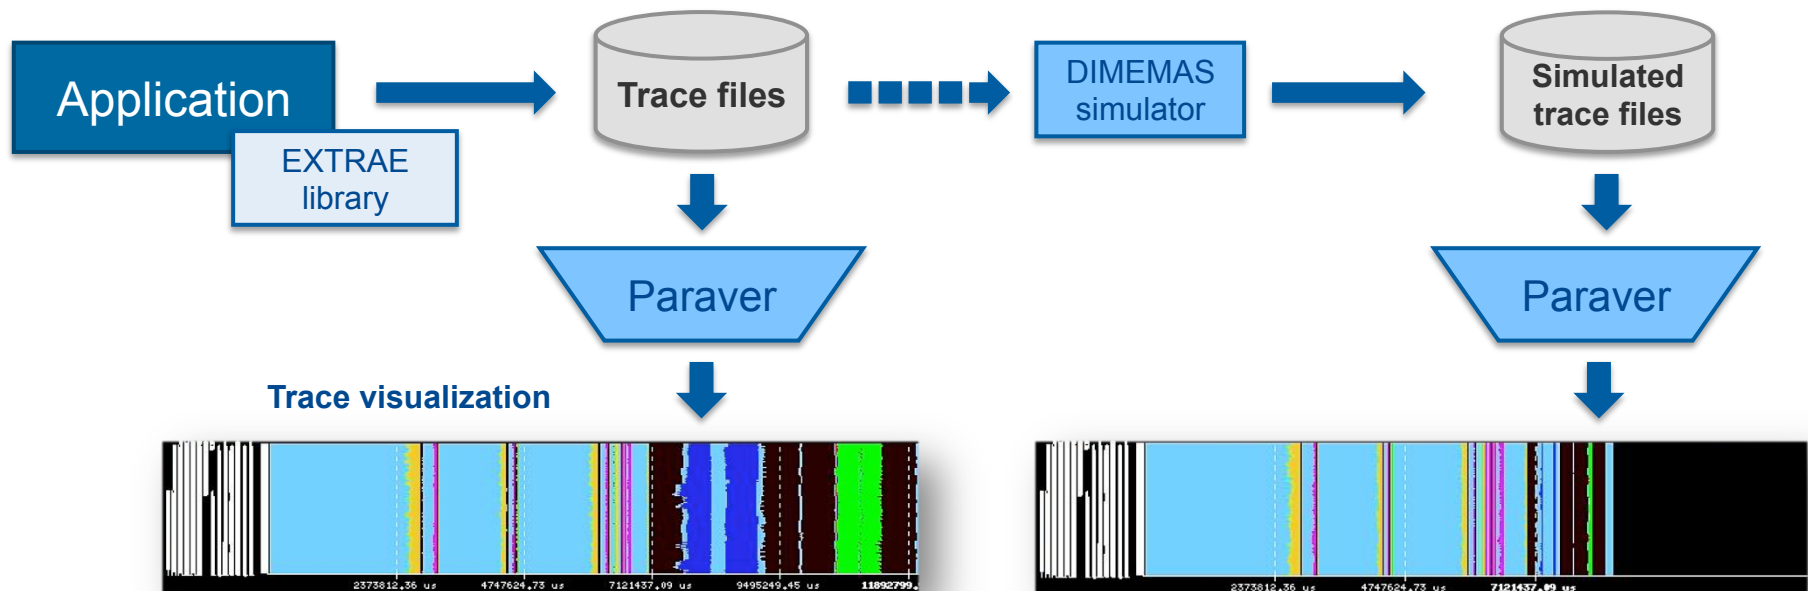 Application
EXTRAE
library
Trace files
DIMEMAS
simulator
Simulated
trace files
Paraver
Paraver
Trace visualization
2373812.36 us
4747624.73 us
7121437.09 us
9495249.45 us
11892799.
2373812.36 us
4747624.73 us
7121437.09 us